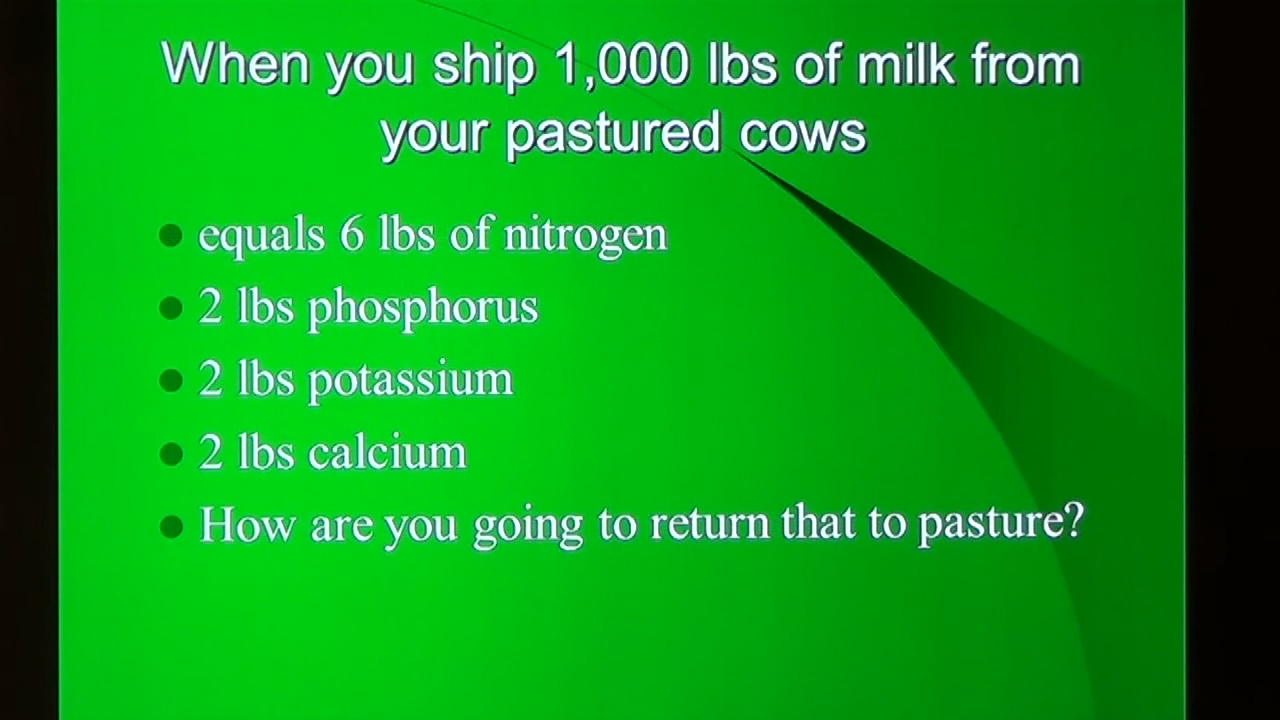 When you ship 1,000 lbs of milk from
your pastured cows
equals 6 lbs of nitrogen
2 lbs phosphorus
2 lbs potassium
2 lbs calcium
How are you going to return that to pasture?